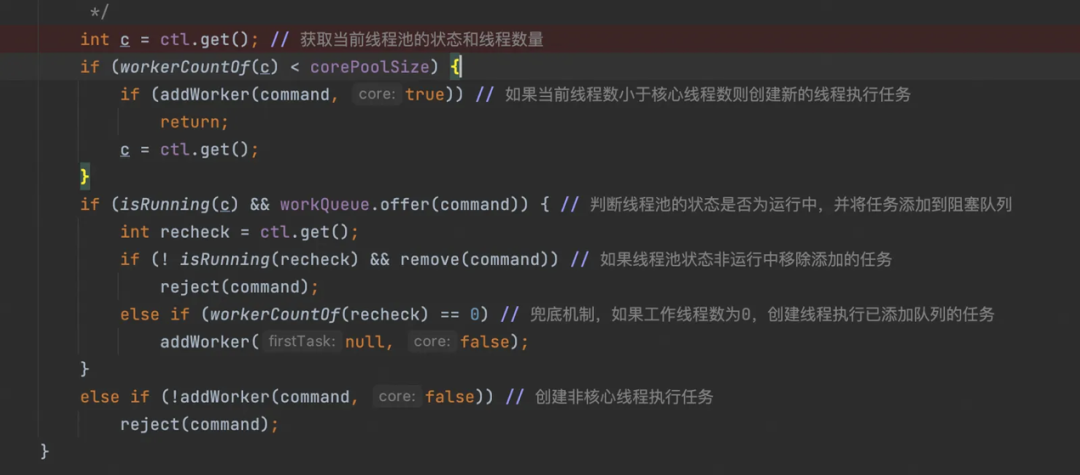 */
int c = ctl.get(); // 获取当前线程池的状态和线程数量
if (workerCountOf(c) < corePoolSize) {
if (addWorker(command, core: true)) // 如果当前线程数小于核心线程数则创建新的线程执行任务
return;
c = ctl.get();
}
if (isRunning(c) && workQueue.offer(command)) { // 判断线程池的状态是否为运行中，并将任务添加到阻塞队列
int recheck = ctl.get();
if (! isRunning(recheck) && remove(command)) // 如果线程池状态非运行中移除添加的任务
reject(command);
else if (workerCountOf(recheck) == 0) // 兜底机制，如果工作线程数为0，创建线程执行已添加队列的任务
addWorker( firstTask: null, core: false);
}
else if (!addWorker(command, core: false)) // 创建非核心线程执行任务
reject(command);
}